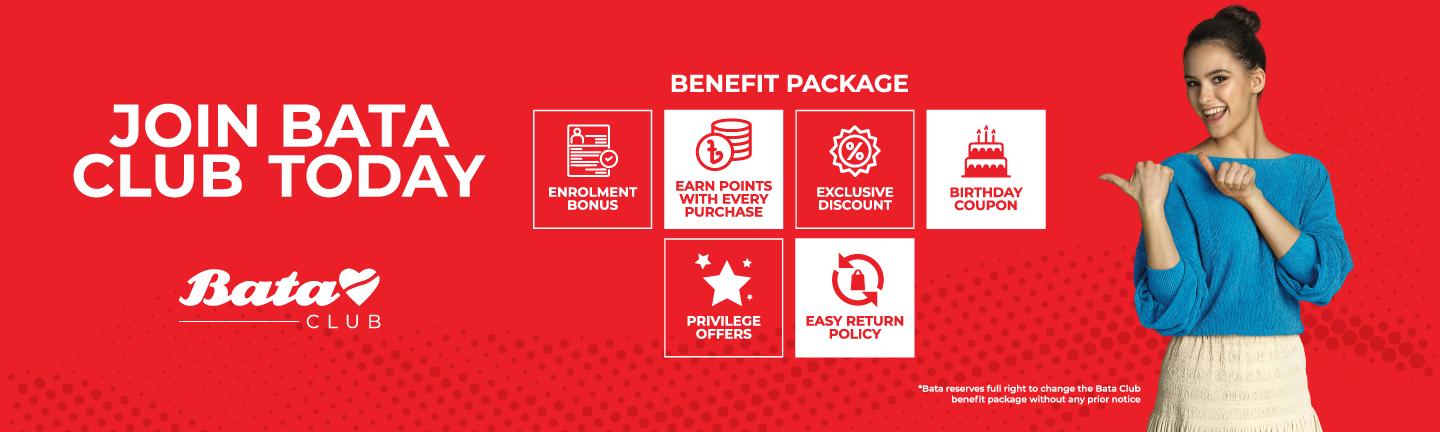 JOIN BATA
CLUB TODAY
Bata
CLUB
BENEFIT PACKAGE
ENROLMENT
BONUS
৳
EARN POINTS
WITH EVERY
PURCHASE
%
EXCLUSIVE
DISCOUNT
BIRTHDAY
COUPON
PRIVILEGE
OFFERS
EASY RETURN
POLICY
*Bata reserves full right to change the Bata Club
benefit package without any prior notice